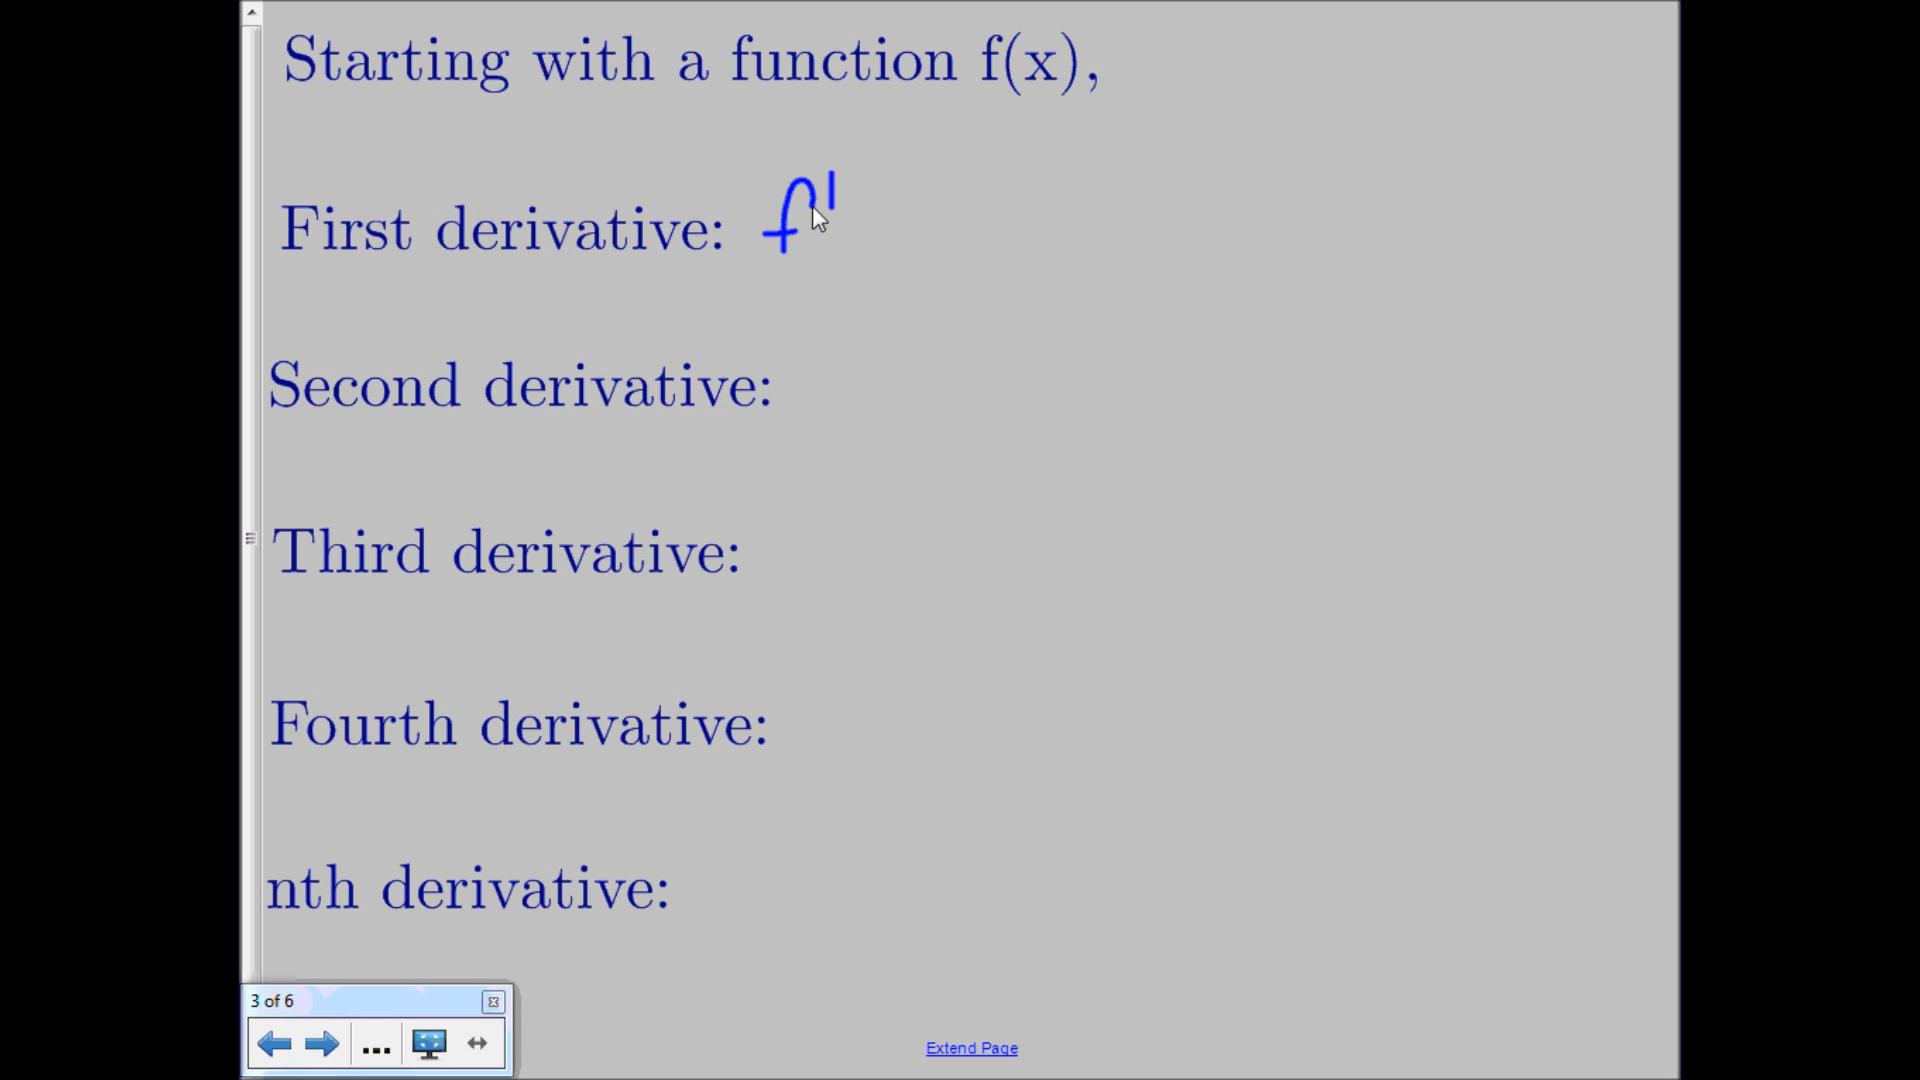 Starting with a function f(x),
First derivative: f'
Second derivative:
Third derivative:
Fourth derivative:
nth derivative:
3 of 6
...
Extend Page